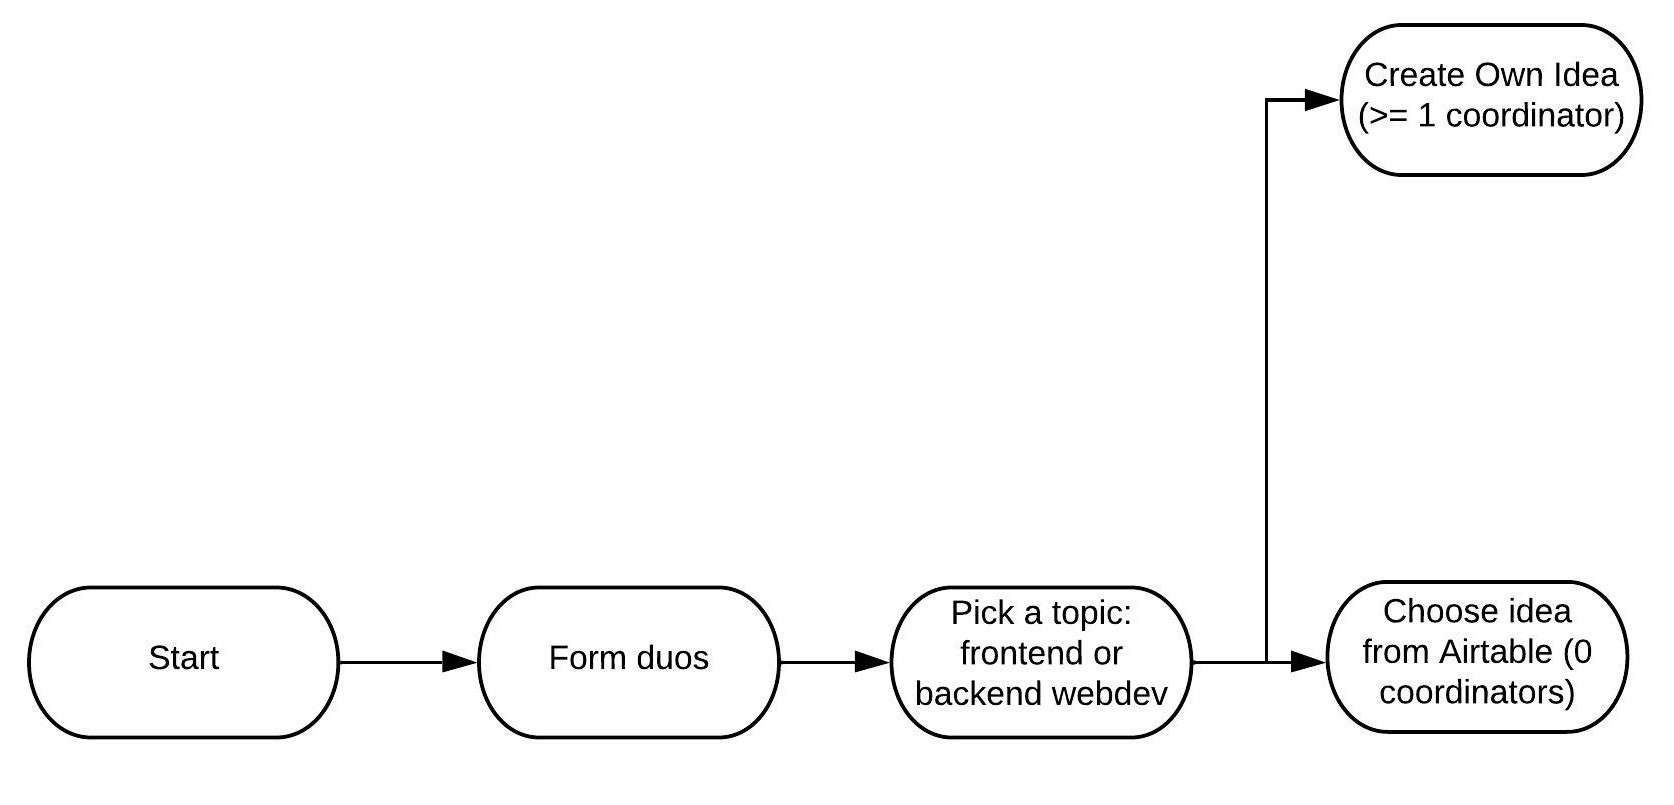 Create Own Idea
(>= 1 coordinator)
Start
Form duos
Pick a topic:
frontend or
backend webdev
Choose idea
from Airtable (0
coordinators)